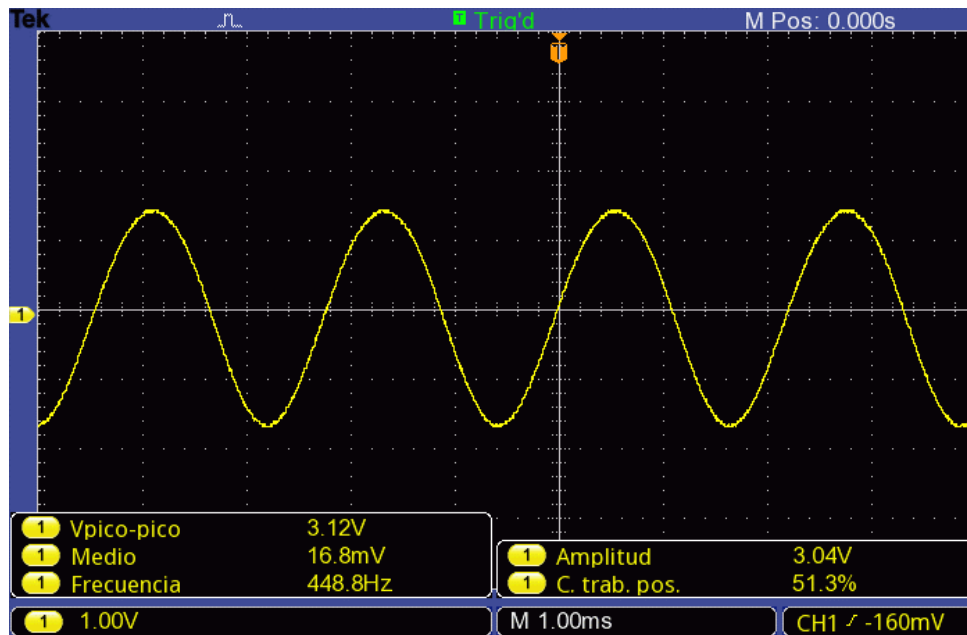 Tek T Trig'd M Pos: 0.000s
T
1
1 Vpico-pico 3.12V
1 Medio 16.8mV
1 Frecuencia 448.8Hz
1 Amplitud 3.04V
1 C. trab. pos. 51.3%
1 1.00V M 1.00ms CH1 -160mV